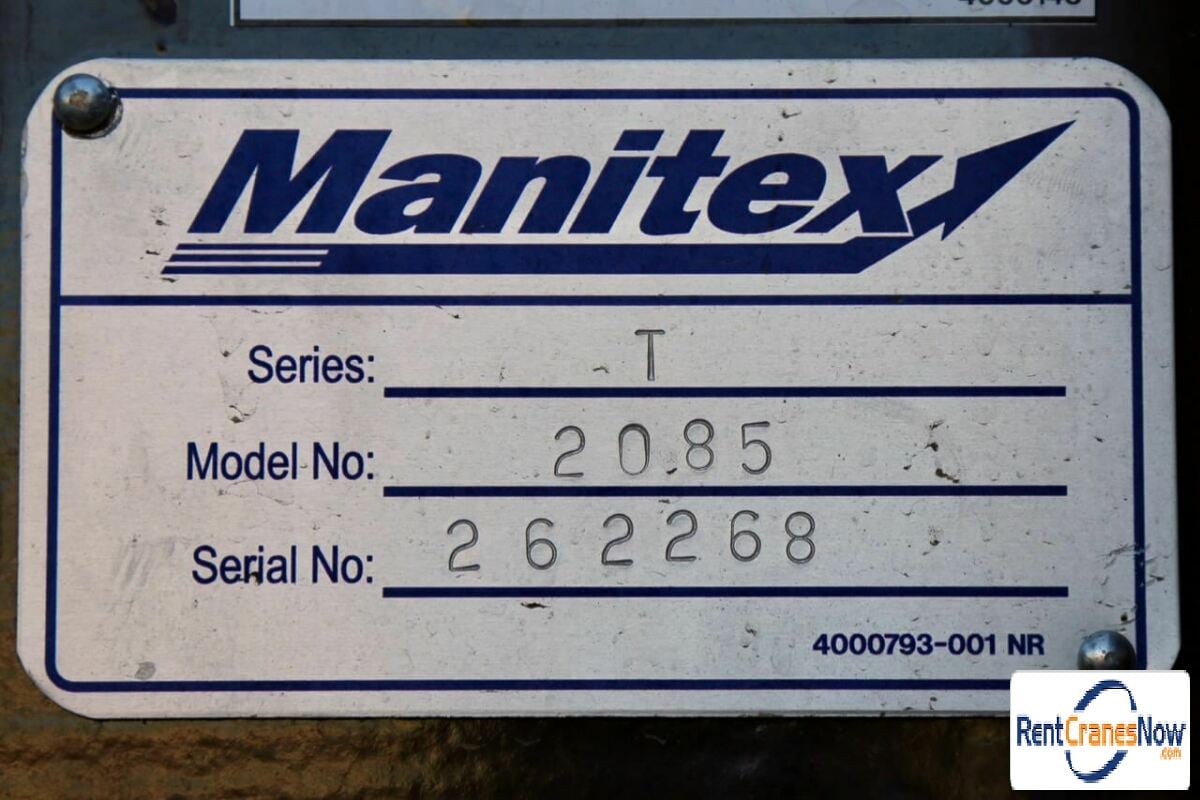 Manitex
Series: T
Model No: 2085
Serial No: 262268
4000793-001 NR
RentCranesNow
.com